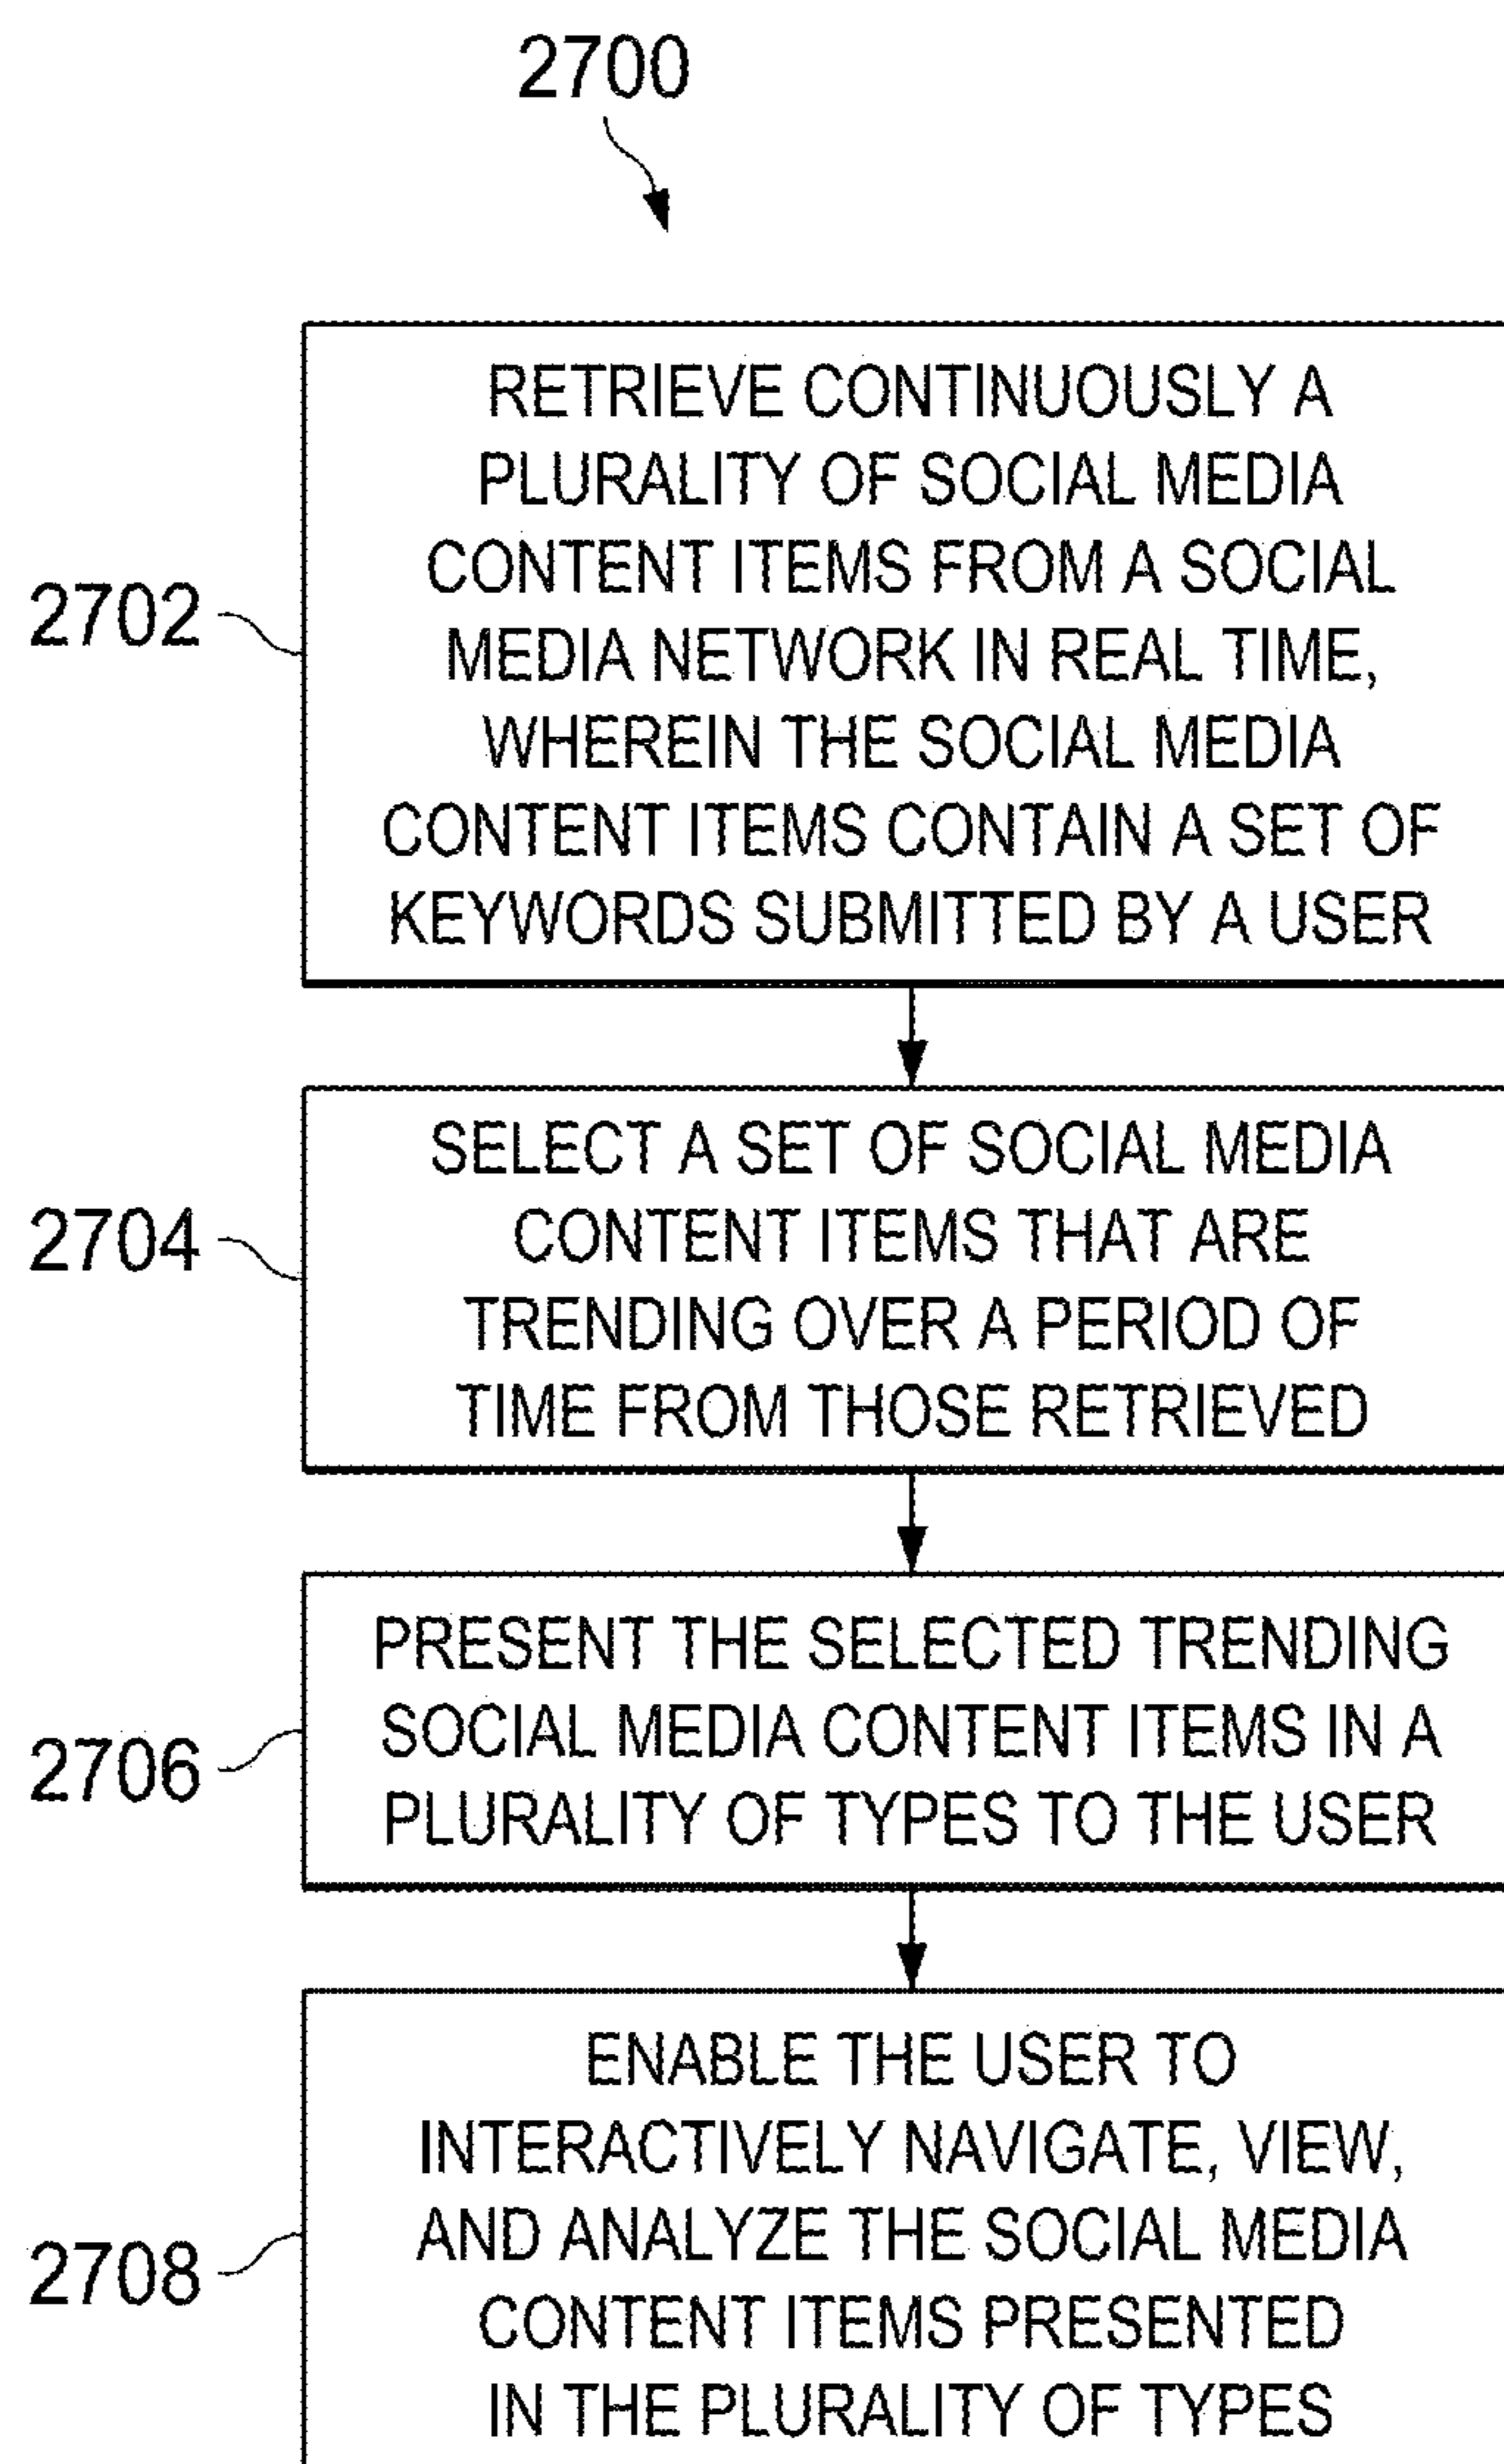 2700
RETRIEVE CONTINUOUSLY A
PLURALITY OF SOCIAL MEDIA
CONTENT ITEMS FROM A SOCIAL
MEDIA NETWORK IN REAL TIME,
WHEREIN THE SOCIAL MEDIA
CONTENT ITEMS CONTAIN A SET OF
KEYWORDS SUBMITTED BY A USER
2702
SELECT A SET OF SOCIAL MEDIA
CONTENT ITEMS THAT ARE
TRENDING OVER A PERIOD OF
TIME FROM THOSE RETRIEVED
2704
PRESENT THE SELECTED TRENDING
SOCIAL MEDIA CONTENT ITEMS IN A
PLURALITY OF TYPES TO THE USER
2706
ENABLE THE USER TO
INTERACTIVELY NAVIGATE, VIEW,
AND ANALYZE THE SOCIAL MEDIA
CONTENT ITEMS PRESENTED
IN THE PLURALITY OF TYPES
2708